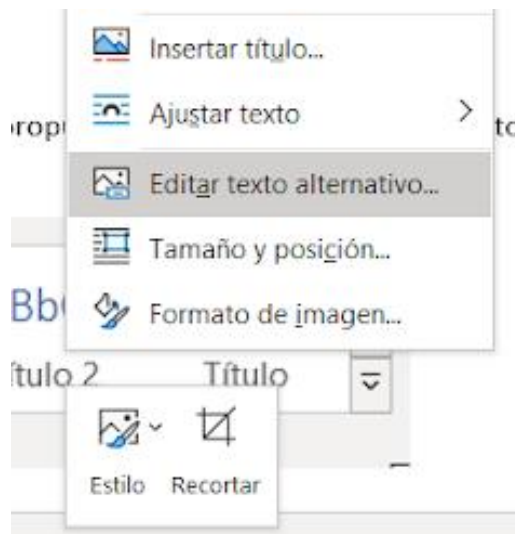 Insertar título...
Ajustar texto
Editar texto alternativo...
Tamaño y posición...
Formato de imagen...
Título
Estilo
Recortar